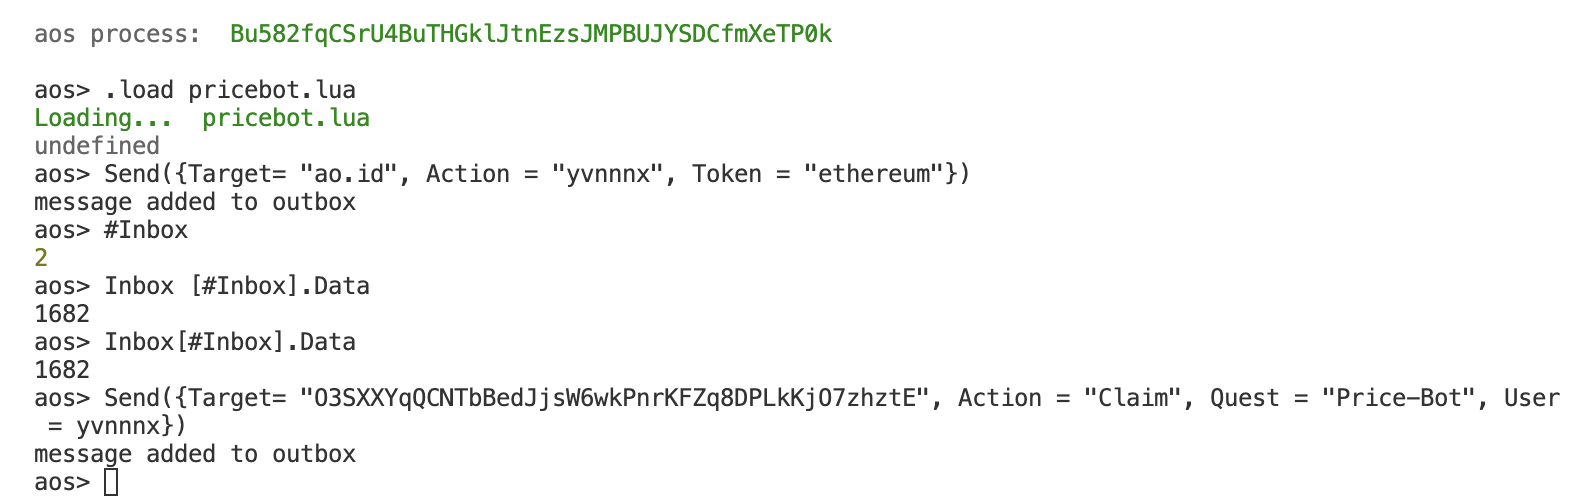 aos process:  Bu582fqCSrU4BuTHGklJtnEzsJMPBUJYSDCfmXeTP0k
aos> .load pricebot.lua
Loading...  pricebot.lua
undefined
aos> Send({Target= "ao.id", Action = "yvnnnx", Token = "ethereum"})
message added to outbox
aos> #Inbox
2
aos> Inbox [#Inbox].Data
1682
aos> Inbox[#Inbox].Data
1682
aos> Send({Target= "O3SXXYqQCNTbBedJjsW6wkPnrKFZq8DPLkKjO7zhztE", Action = "Claim", Quest = "Price-Bot", User
 = yvnnnx})
message added to outbox
aos>